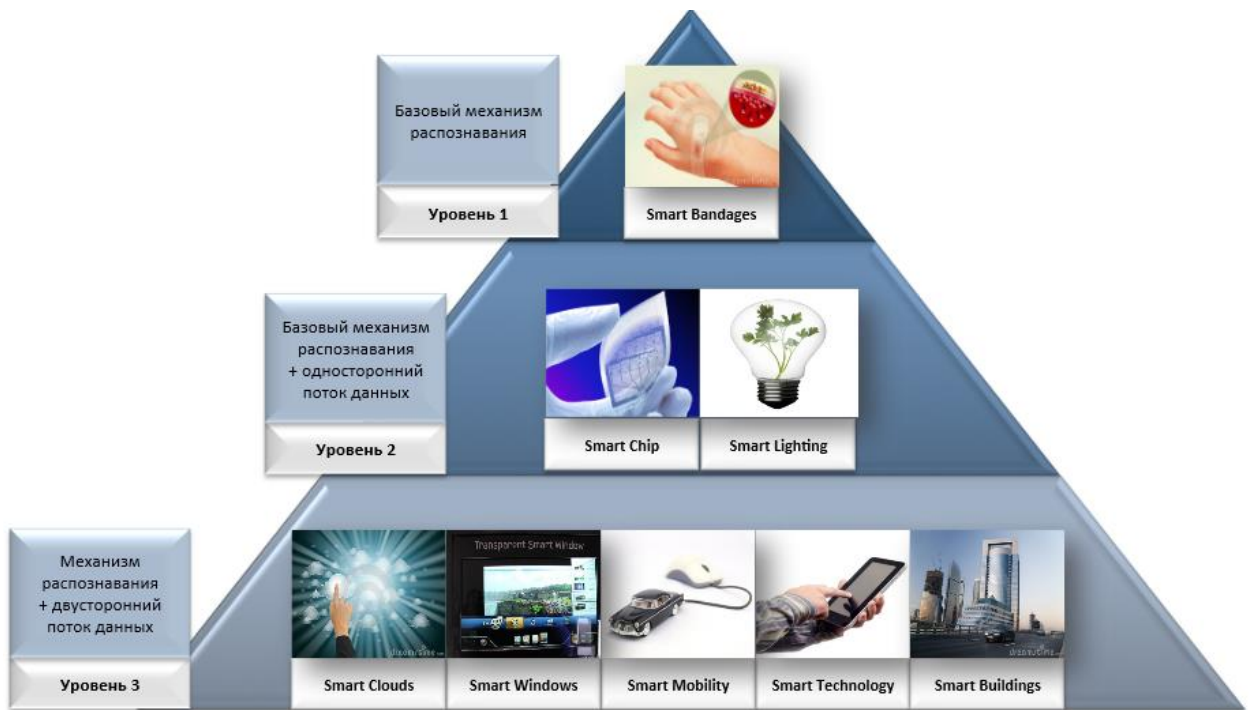 Базовый механизм
распознавания
Уровень 1
Smart Bandages
Базовый механизм
распознавания
+ односторонний
поток данных
Уровень 2
Smart Chip
Smart Lighting
Механизм
распознавания
+ двусторонний
поток данных
Уровень 3
Transparent Smart Window
dreamstime
dreamstime
Smart Clouds
Smart Windows
Smart Mobility
Smart Technology
Smart Buildings